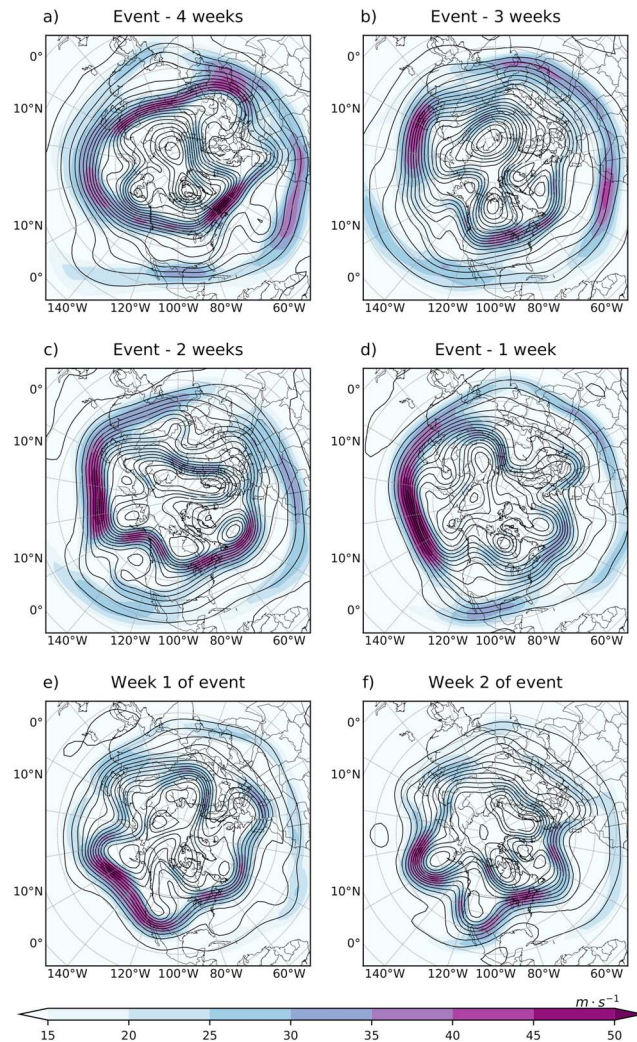 a) Event - 4 weeks
b) Event - 3 weeks
0° 0°
10°N 10°N
10°N 10°N
0° 0°
140°W 120°W 100°W 80°W 60°W 140°W 120°W 100°W 80°W 60°W
c) Event - 2 weeks
d) Event - 1 week
0° 0°
10°N 10°N
10°N 10°N
0° 0°
140°W 120°W 100°W 80°W 60°W 140°W 120°W 100°W 80°W 60°W
e) Week 1 of event
f) Week 2 of event
0° 0°
10°N 10°N
10°N 10°N
0° 0°
140°W 120°W 100°W 80°W 60°W 140°W 120°W 100°W 80°W 60°W
m · s⁻¹
15 20 25 30 35 40 45 50